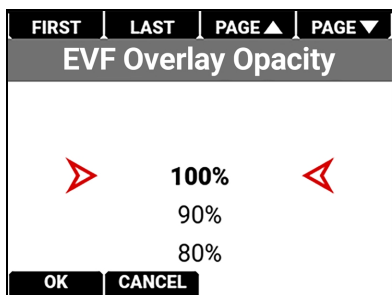 FIRST LAST PAGE▲ PAGE▼
EVF Overlay Opacity
100%
90%
80%
OK CANCEL